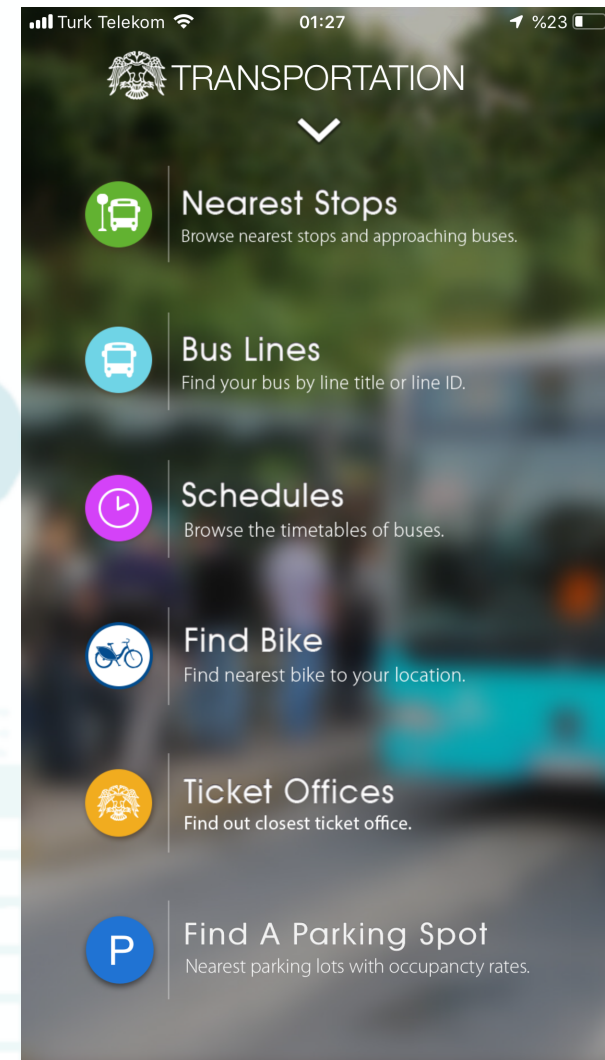 Turk Telekom 01:27 %23
TRANSPORTATION
Nearest Stops
Browse nearest stops and approaching buses.
Bus Lines
Find your bus by line title or line ID.
Schedules
Browse the timetables of buses.
Find Bike
Find nearest bike to your location.
Ticket Offices
Find out closest ticket office.
P
Find A Parking Spot
Nearest parking lots with occupancty rates.